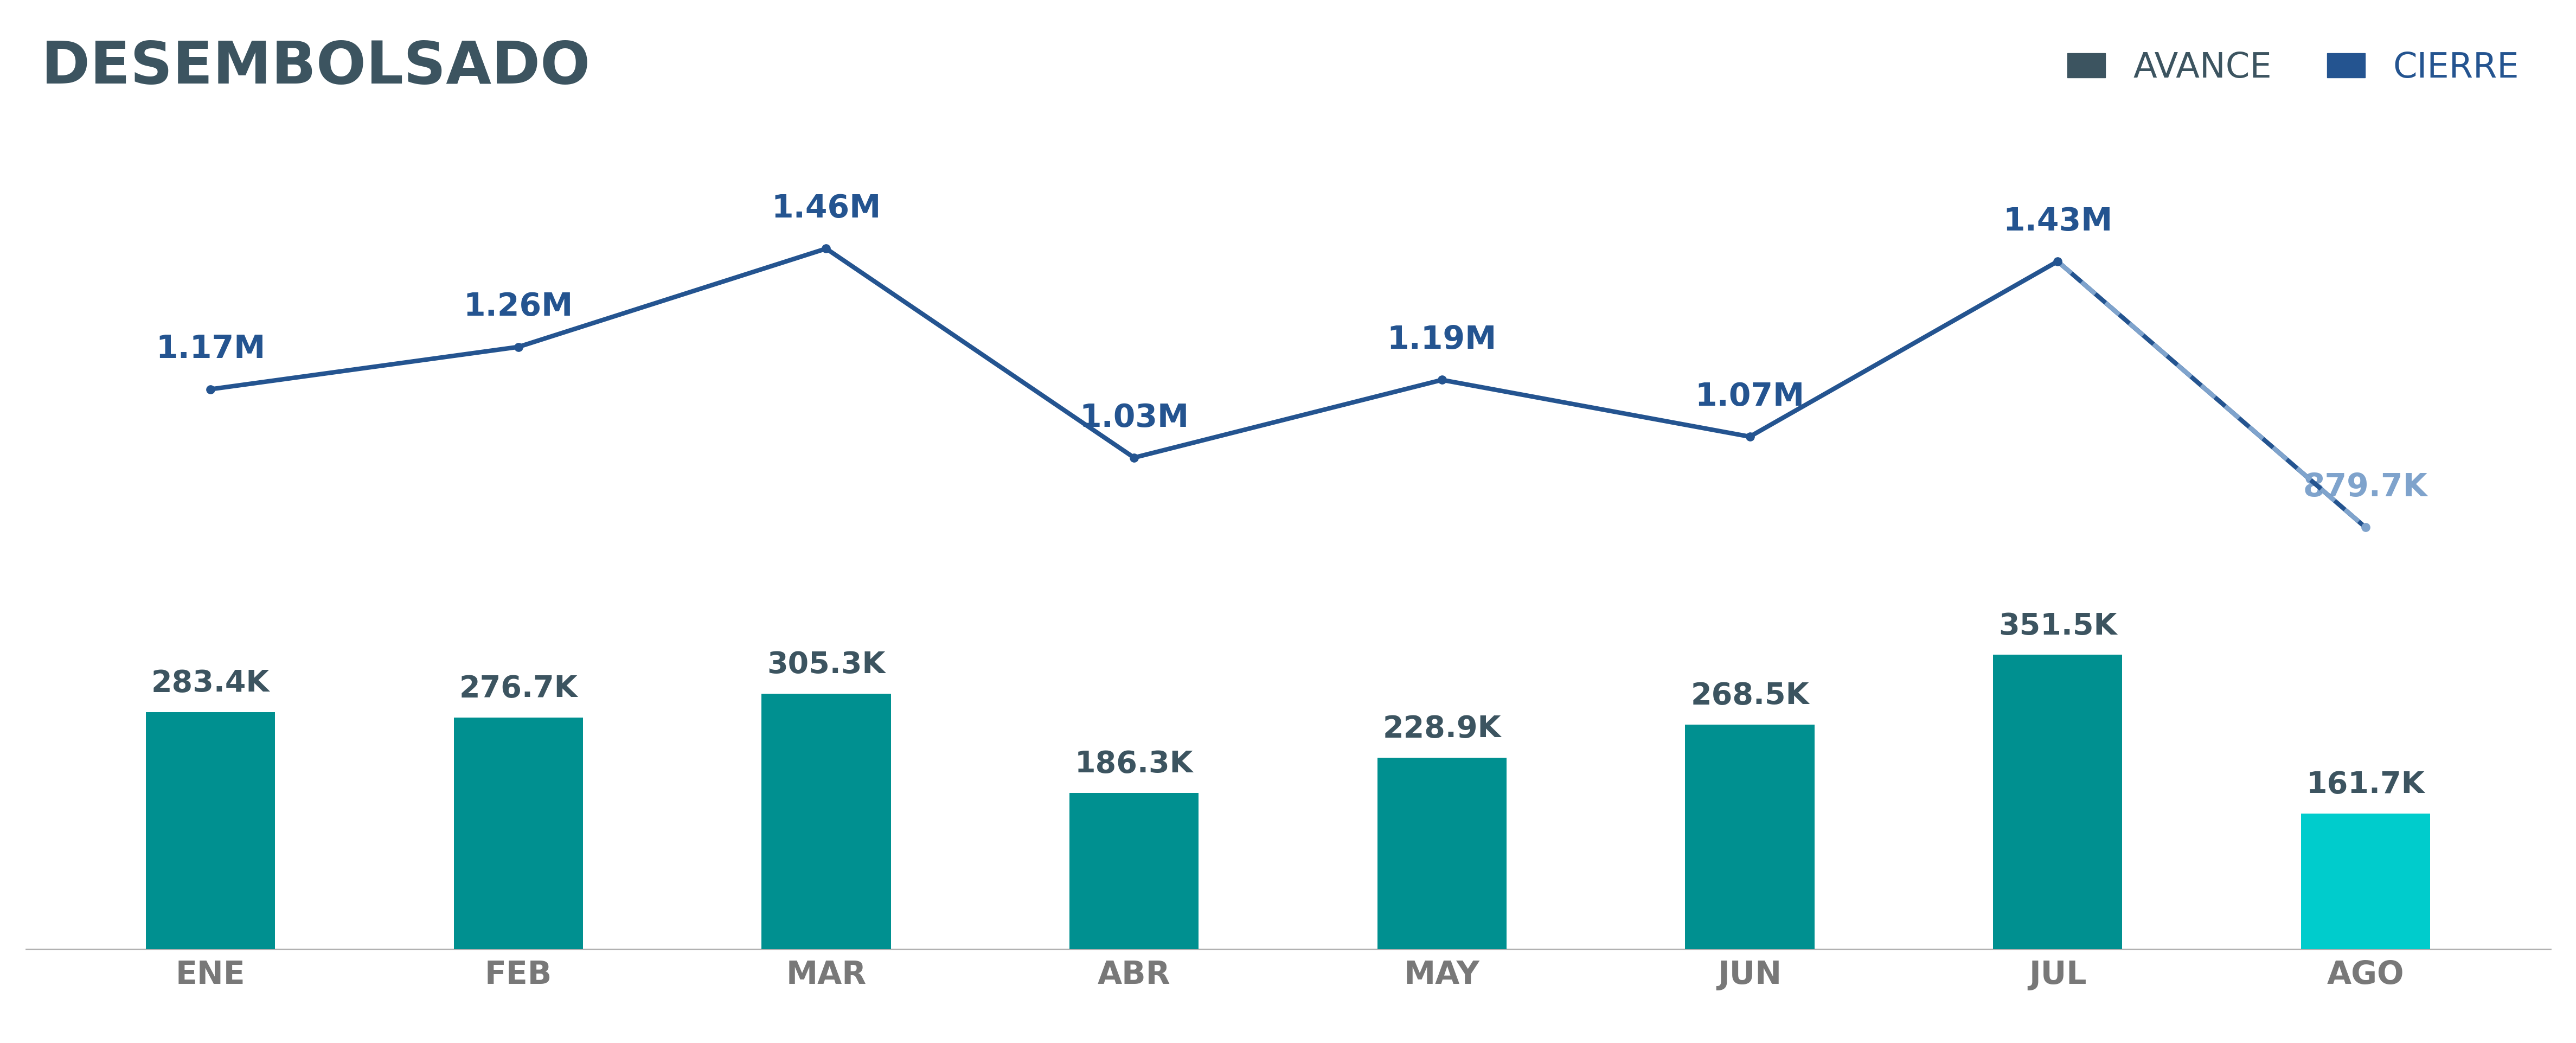 DESEMBOLSADO
AVANCE CIERRE
1.17M 1.26M 1.46M 1.03M 1.19M 1.07M 1.43M 879.7K
283.4K 276.7K 305.3K 186.3K 228.9K 268.5K 351.5K 161.7K
ENE FEB MAR ABR MAY JUN JUL AGO